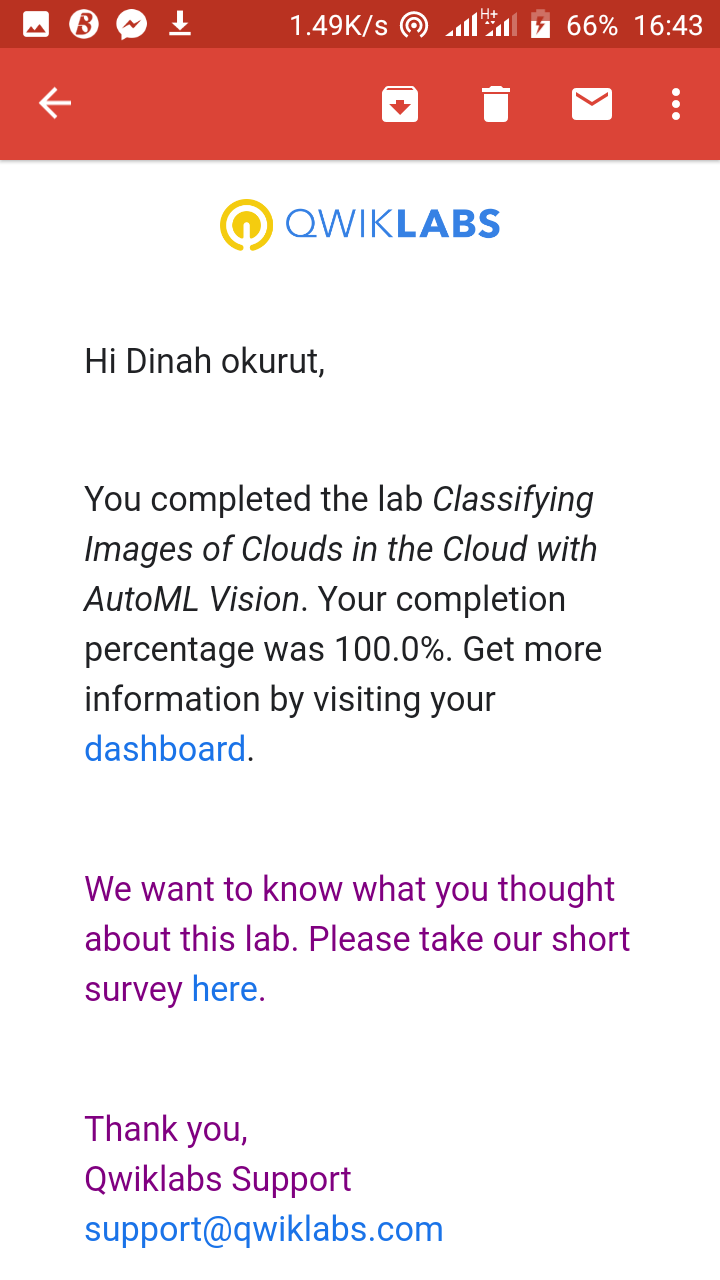 1.49K/s H+ 66% 16:43
QWIKLABS
Hi Dinah okurut,
You completed the lab Classifying
Images of Clouds in the Cloud with
AutoML Vision. Your completion
percentage was 100.0%. Get more
information by visiting your
dashboard.
We want to know what you thought
about this lab. Please take our short
survey here.
Thank you,
Qwiklabs Support
support@qwiklabs.com